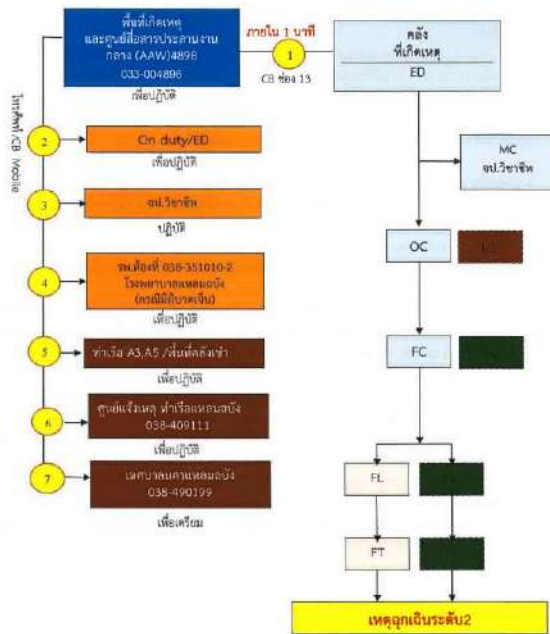 พื้นที่เกิดเหตุ
และศูนย์สื่อสารประสานงาน
กลาง (AAW)4898
033-004896
เพื่อปฏิบัติ
ภายใน 1 นาที
1
CB ช่อง 13
คลัง
ที่เกิดเหตุ
ED
โทรศัพท์/CB Mobile
2
On duty/ED
เพื่อปฏิบัติ
MC
จป.วิชาชีพ
3
จป.วิชาชีพ
ปฏิบัติ
OC
4
038-351010-2
โรงพยาบาลแหลมฉบัง
(กรณีมีผู้บาดเจ็บ)
เพื่อปฏิบัติ
FC
5
ท่าเรือ A3,A5 /พื้นที่คลังเช่า
เพื่อปฏิบัติ
6
ศูนย์แจ้งเหตุ ท่าเรือแหลมฉบัง
038-409111
เพื่อปฏิบัติ
7
เทศบาลนครแหลมฉบัง
038-490199
เพื่อเตรียม
FL
FT
เหตุฉุกเฉินระดับ2